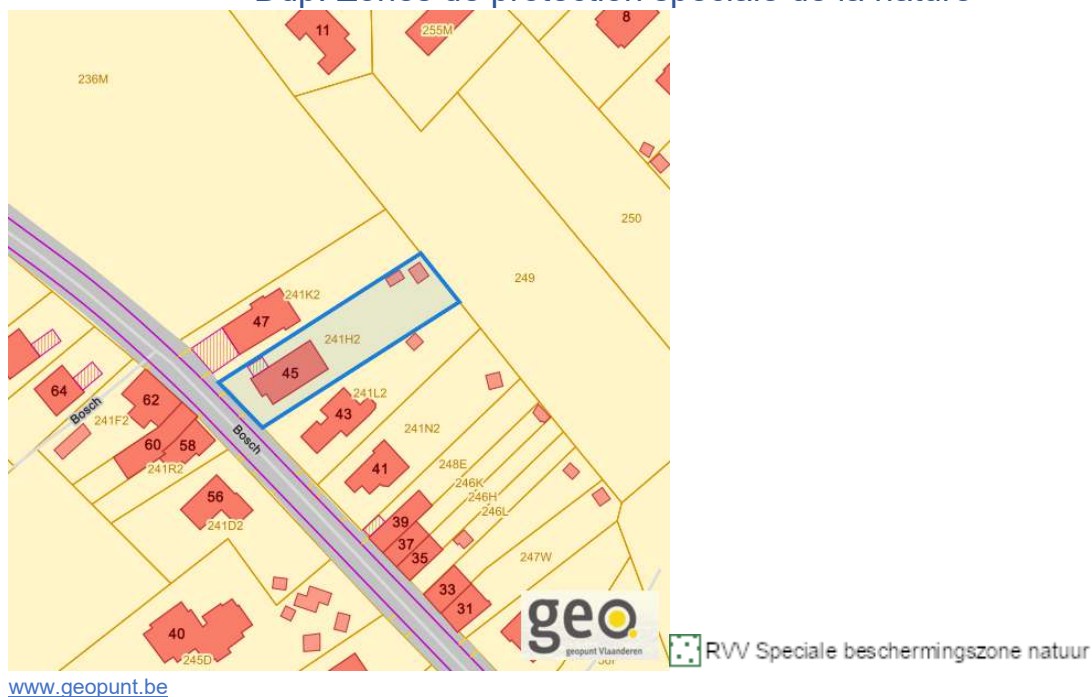 Dup. Zones de protection spéciale de la nature
11
255M
8
236M
250
249
241K2
47
241H2
45
64
62
241L2
43
Bosch
241F2
Bosch
241N2
60
58
241R2
41
248E
246K
246H
246L
56
241D2
39
37
35
247W
33
31
40
245D
geo
geopunt Vlaanderen
RVV Speciale beschermingszone natuur
www.geopunt.be